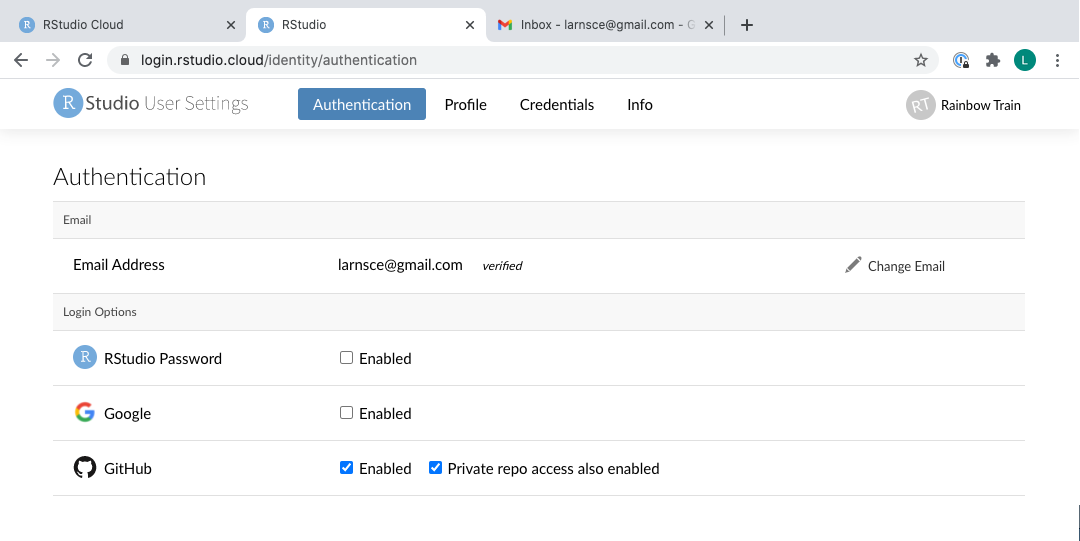 RStudio Cloud
RStudio
Inbox - larnsce@gmail.com - G
login.rstudio.cloud/identity/authentication
L
R Studio User Settings
Authentication
Profile
Credentials
Info
RT
Rainbow Train
Authentication
Email
Email Address
larnsce@gmail.com
verified
Change Email
Login Options
R
RStudio Password
Enabled
Google
Enabled
GitHub
Enabled
Private repo access also enabled